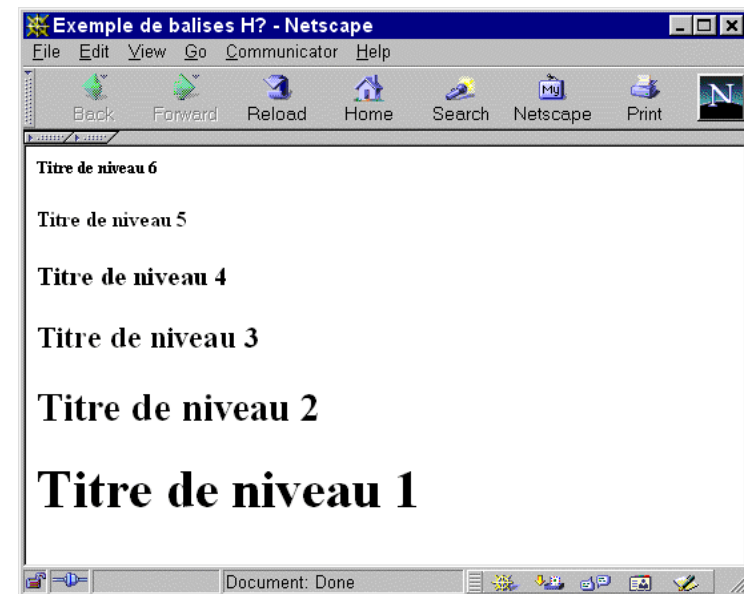 Exemple de balises H? - Netscape
File Edit View Go Communicator Help
Back Forward Reload Home Search Netscape Print
My
N
Titre de niveau 6
Titre de niveau 5
Titre de niveau 4
Titre de niveau 3
Titre de niveau 2
Titre de niveau 1
Document: Done